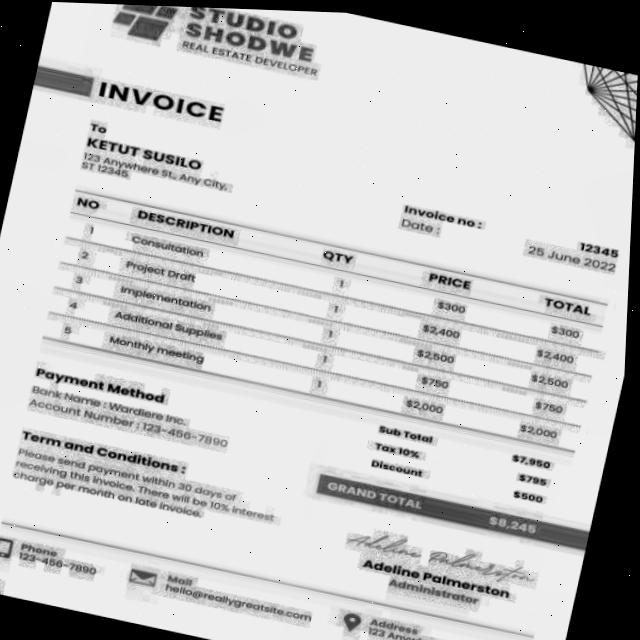 STUDIO
SHODWE
REAL ESTATE DEVELOPER
INVOICE
To
KETUT SUSILO
123 Anywhere St., Any City,
ST 12345
Invoice no : 12345
Date : 25 June 2022
NO DESCRIPTION QTY PRICE TOTAL
1 Consultation 1 $300 $300
2 Project Draft 1 $2,400 $2,400
3 Implementation 1 $2,500 $2,500
4 Additional Supplies 1 $750 $750
5 Monthly meeting 1 $2,000 $2,000
Sub Total $7,950
Tax 10% $795
Discount $500
GRAND TOTAL $8,245
Payment Method
Bank Name : Wardiere Inc.
Account Number : 123-456-7890
Term and Conditions :
Please send payment within 30 days of
receiving this invoice. There will be 10% interest
charge per month on late invoice.
Adeline Palmerston
Administrator
Phone
123-456-7890
Mail
hello@reallygreatsite.com
Address
123